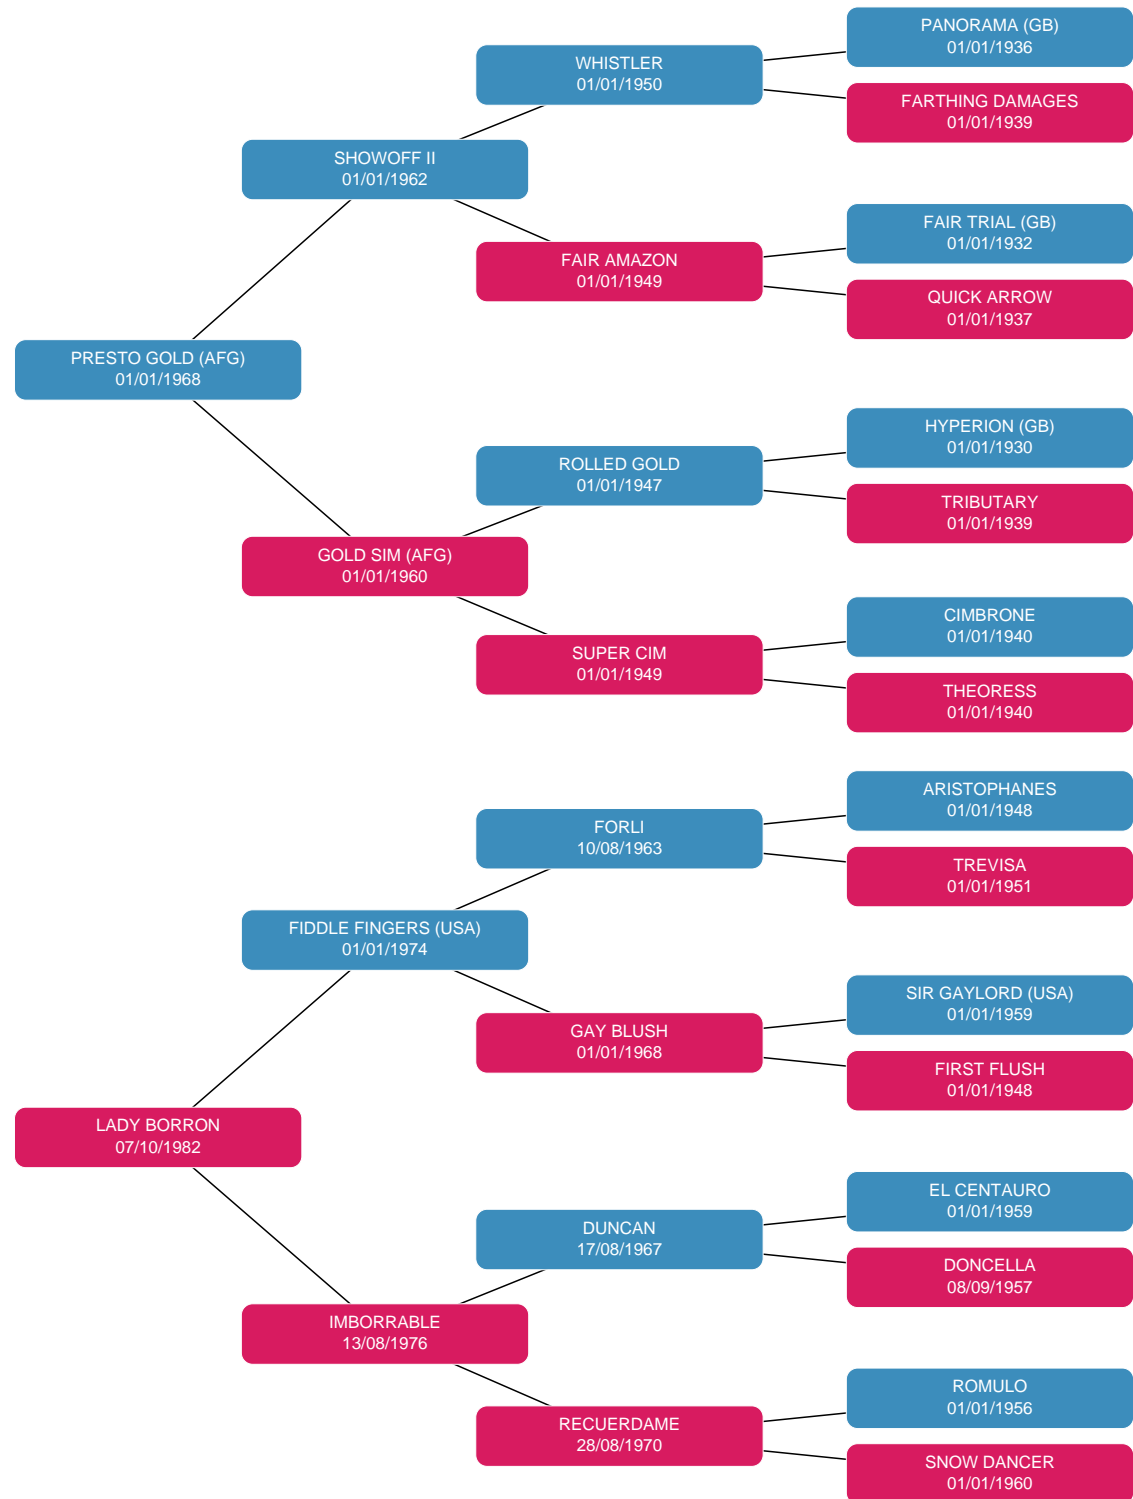 PANORAMA (GB)
01/01/1936
WHISTLER
01/01/1950
FARTHING DAMAGES
01/01/1939
SHOWOFF II
01/01/1962
FAIR TRIAL (GB)
01/01/1932
FAIR AMAZON
01/01/1949
QUICK ARROW
01/01/1937
PRESTO GOLD (AFG)
01/01/1968
HYPERION (GB)
01/01/1930
ROLLED GOLD
01/01/1947
TRIBUTARY
01/01/1939
GOLD SIM (AFG)
01/01/1960
CIMBRONE
01/01/1940
SUPER CIM
01/01/1949
THEORESS
01/01/1940
ARISTOPHANES
01/01/1948
FORLI
10/08/1963
TREVISA
01/01/1951
FIDDLE FINGERS (USA)
01/01/1974
SIR GAYLORD (USA)
01/01/1959
GAY BLUSH
01/01/1968
FIRST FLUSH
01/01/1948
LADY BORRON
07/10/1982
EL CENTAURO
01/01/1959
DUNCAN
17/08/1967
DONCELLA
08/09/1957
IMBORRABLE
13/08/1976
ROMULO
01/01/1956
RECUERDAME
28/08/1970
SNOW DANCER
01/01/1960